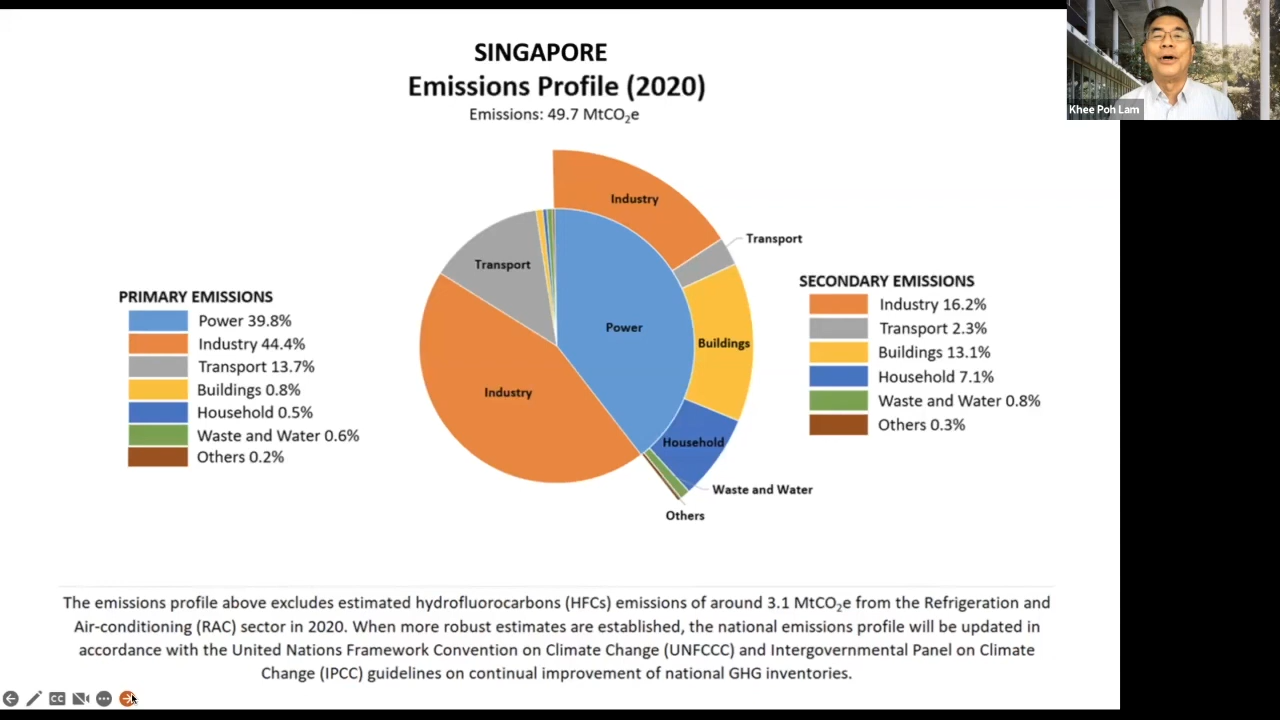 SINGAPORE
Emissions Profile (2020)
Emissions: 49.7 MtCO₂e
Khee Poh Lam
Industry
Transport
Transport
Power
Buildings
Industry
Household
Waste and Water
Others
PRIMARY EMISSIONS
Power 39.8%
Industry 44.4%
Transport 13.7%
Buildings 0.8%
Household 0.5%
Waste and Water 0.6%
Others 0.2%
SECONDARY EMISSIONS
Industry 16.2%
Transport 2.3%
Buildings 13.1%
Household 7.1%
Waste and Water 0.8%
Others 0.3%
The emissions profile above excludes estimated hydrofluorocarbons (HFCs) emissions of around 3.1 MtCO₂e from the Refrigeration and
Air-conditioning (RAC) sector in 2020. When more robust estimates are established, the national emissions profile will be updated in
accordance with the United Nations Framework Convention on Climate Change (UNFCCC) and Intergovernmental Panel on Climate
Change (IPCC) guidelines on continual improvement of national GHG inventories.
CC